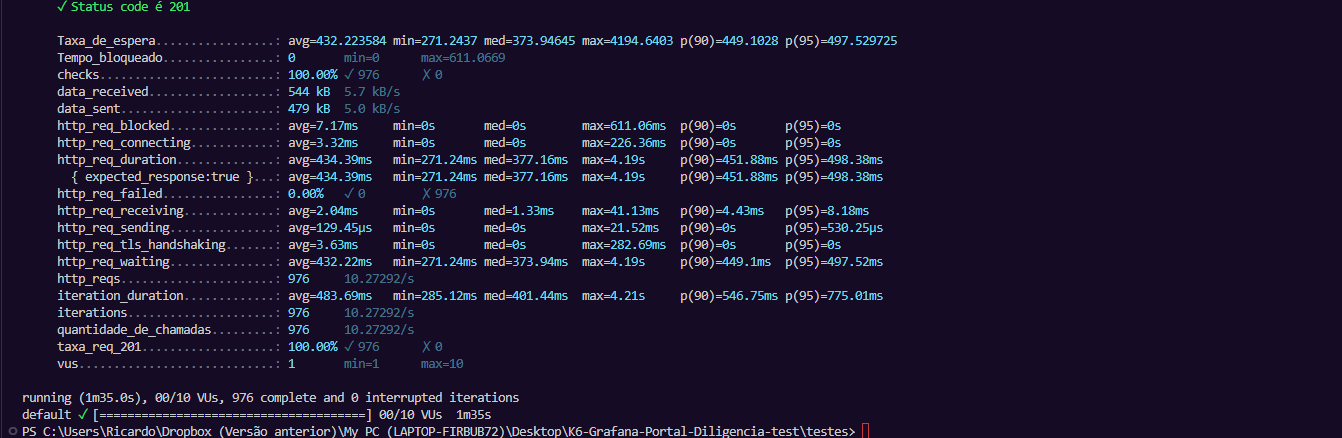 ✓ Status code é 201
Taxa_de_espera.................: avg=432.223584 min=271.2437 med=373.94645 max=4194.6403 p(90)=449.1028 p(95)=497.529725
Tempo_bloqueado................: 0 min=0 max=611.0669
checks.........................: 100.00% ✓ 976 ✗ 0
data_received..................: 544 kB 5.7 kB/s
data_sent......................: 479 kB 5.0 kB/s
http_req_blocked...............: avg=7.17ms min=0s med=0s max=611.06ms p(90)=0s p(95)=0s
http_req_connecting............: avg=3.32ms min=0s med=0s max=226.36ms p(90)=0s p(95)=0s
http_req_duration..............: avg=434.39ms min=271.24ms med=377.16ms max=4.19s p(90)=451.88ms p(95)=498.38ms
{ expected_response:true }...: avg=434.39ms min=271.24ms med=377.16ms max=4.19s p(90)=451.88ms p(95)=498.38ms
http_req_failed................: 0.00% ✓ 0 ✗ 976
http_req_receiving.............: avg=2.04ms min=0s med=1.33ms max=41.13ms p(90)=4.43ms p(95)=8.18ms
http_req_sending...............: avg=129.45µs min=0s med=0s max=21.52ms p(90)=0s p(95)=530.25µs
http_req_tls_handshaking.......: avg=3.63ms min=0s med=0s max=282.69ms p(90)=0s p(95)=0s
http_req_waiting...............: avg=432.22ms min=271.24ms med=373.94ms max=4.19s p(90)=449.1ms p(95)=497.52ms
http_reqs......................: 976 10.27292/s
iteration_duration.............: avg=483.69ms min=285.12ms med=401.44ms max=4.21s p(90)=546.75ms p(95)=775.01ms
iterations.....................: 976 10.27292/s
quantidade_de_chamadas.........: 976 10.27292/s
taxa_req_201...................: 100.00% ✓ 976 ✗ 0
vus............................: 1 min=1 max=10
running (1m35.0s), 00/10 VUs, 976 complete and 0 interrupted iterations
default ✓ [======================================] 00/10 VUs 1m35s
PS C:\Users\Ricardo\Dropbox (Versão anterior)\My PC (LAPTOP-FIRBUB72)\Desktop\K6-Grafana-Portal-Diligencia-test\testes>